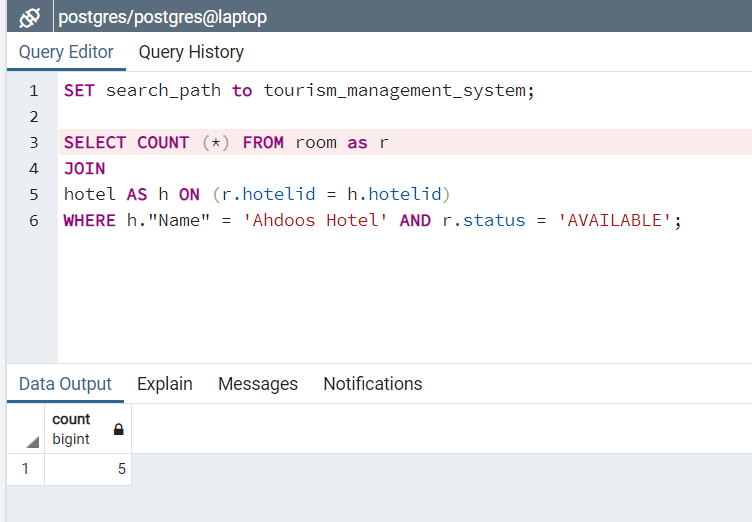 postgres/postgres@laptop
Query Editor Query History
1 SET search_path to tourism_management_system;
2
3 SELECT COUNT (*) FROM room as r
4 JOIN
5 hotel AS h ON (r.hotelid = h.hotelid)
6 WHERE h."Name" = 'Ahdoos Hotel' AND r.status = 'AVAILABLE';
Data Output Explain Messages Notifications
count
bigint
1 5